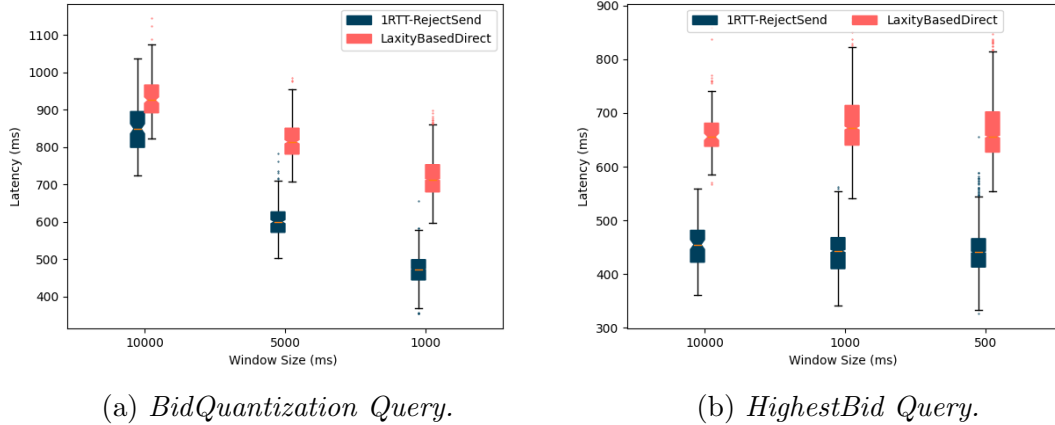 1RTT-RejectSend
LaxityBasedDirect
1100
1000
900
800
700
600
500
400
Latency (ms)
10000 5000 1000
Window Size (ms)
(a) BidQuantization Query.
1RTT-RejectSend LaxityBasedDirect
900
800
700
600
500
400
300
Latency (ms)
10000 1000 500
Window Size (ms)
(b) HighestBid Query.